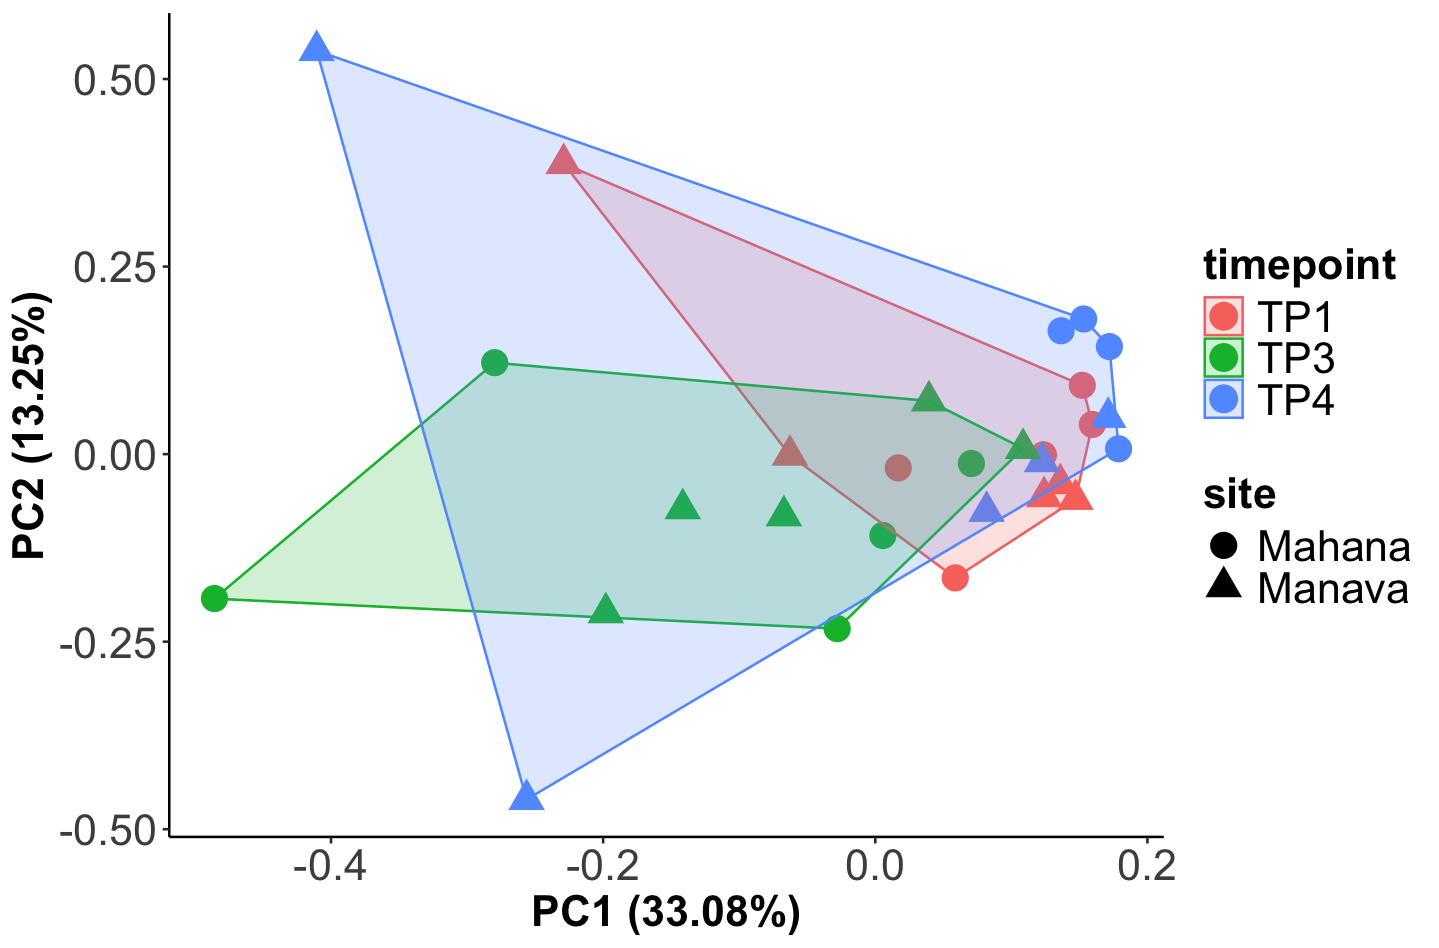 0.50
0.25
0.00
-0.25
-0.50
PC2 (13.25%)
-0.4
-0.2
0.0
0.2
PC1 (33.08%)
timepoint
TP1
TP3
TP4
site
Mahana
Manava